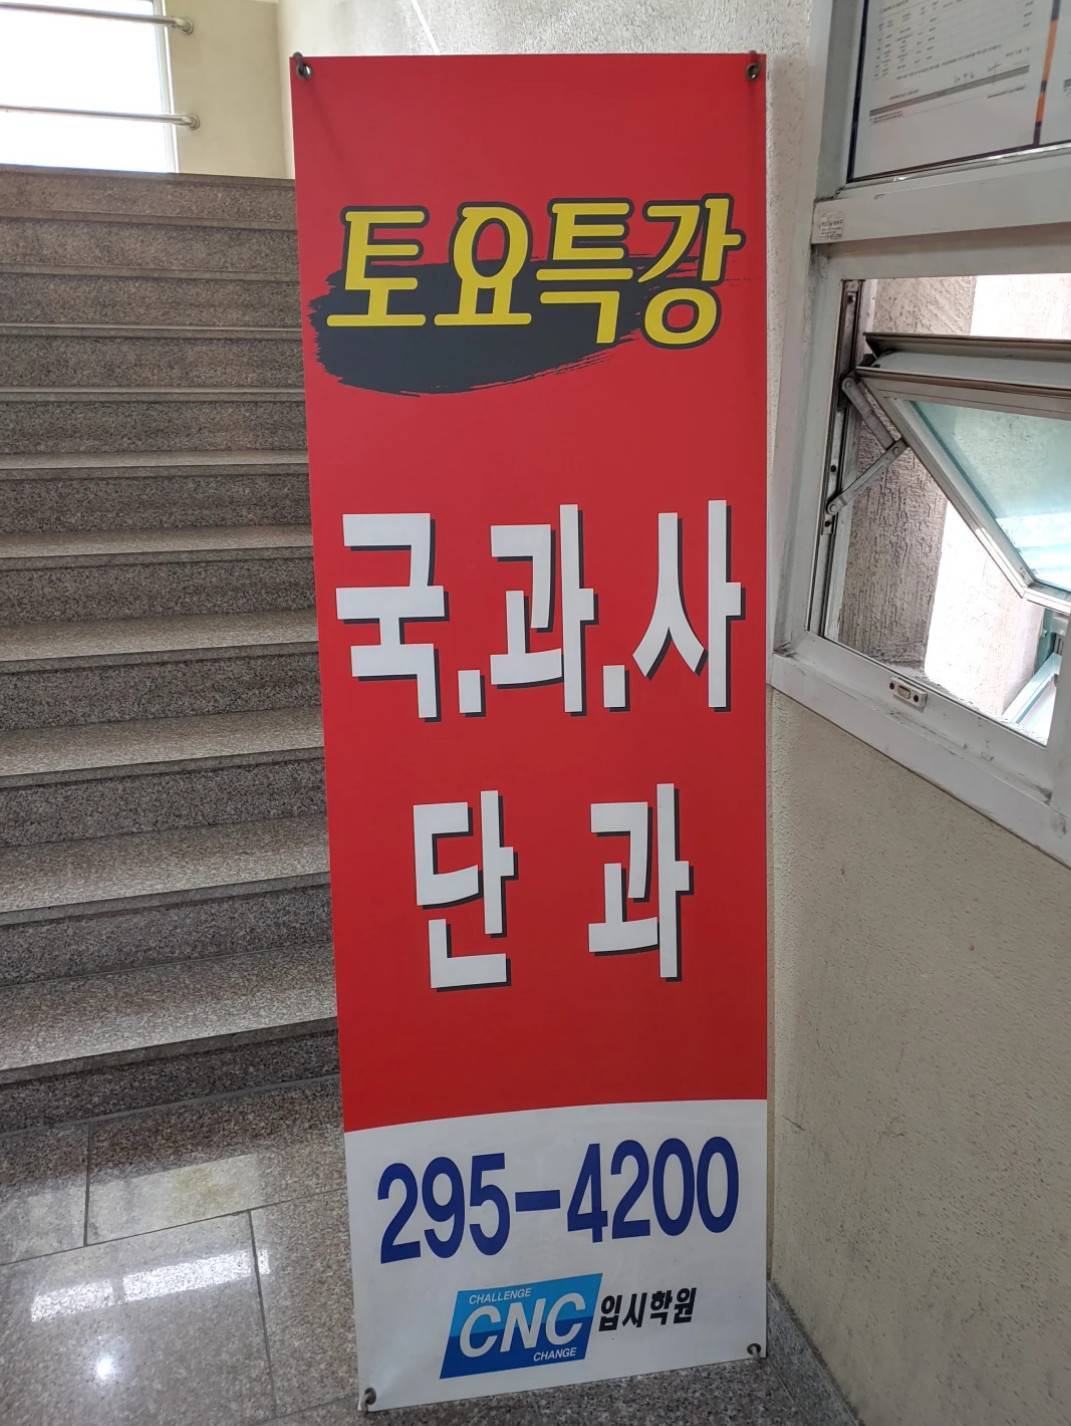 토요특강
국.과.사
단 과
295-4200
CHALLENGE
CNC 입시학원
CHANGE